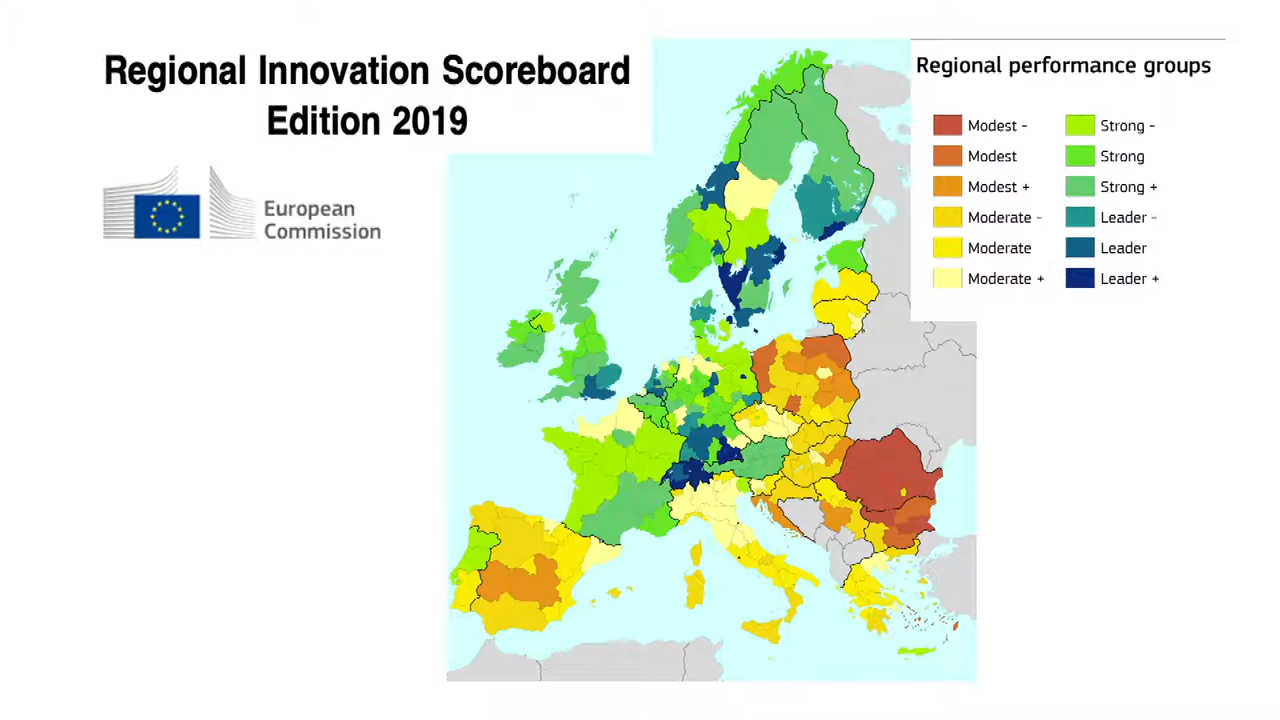 Regional Innovation Scoreboard
Edition 2019
European
Commission
Regional performance groups
Modest -
Modest
Modest +
Moderate -
Moderate
Moderate +
Strong -
Strong
Strong +
Leader -
Leader
Leader +